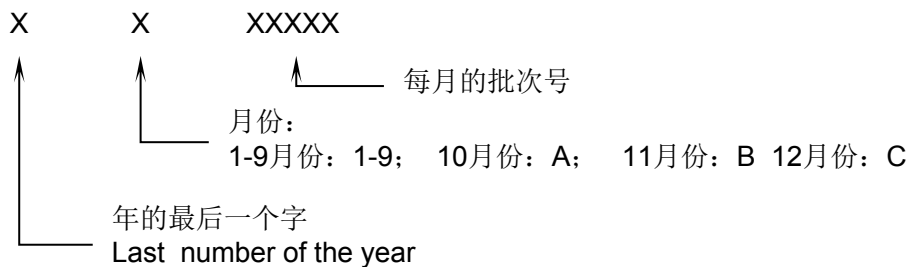 X X XXXXX
每月的批次号
月份：
1-9月份：1-9； 10月份：A； 11月份：B 12月份：C
年的最后一个字
Last number of the year